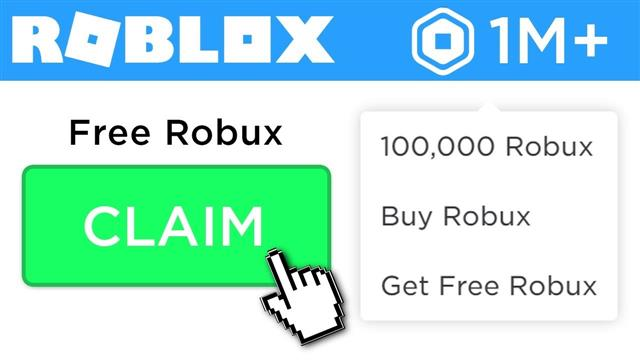 ROBLOX
1M+
Free Robux
CLAIM
100,000 Robux
Buy Robux
Get Free Robux